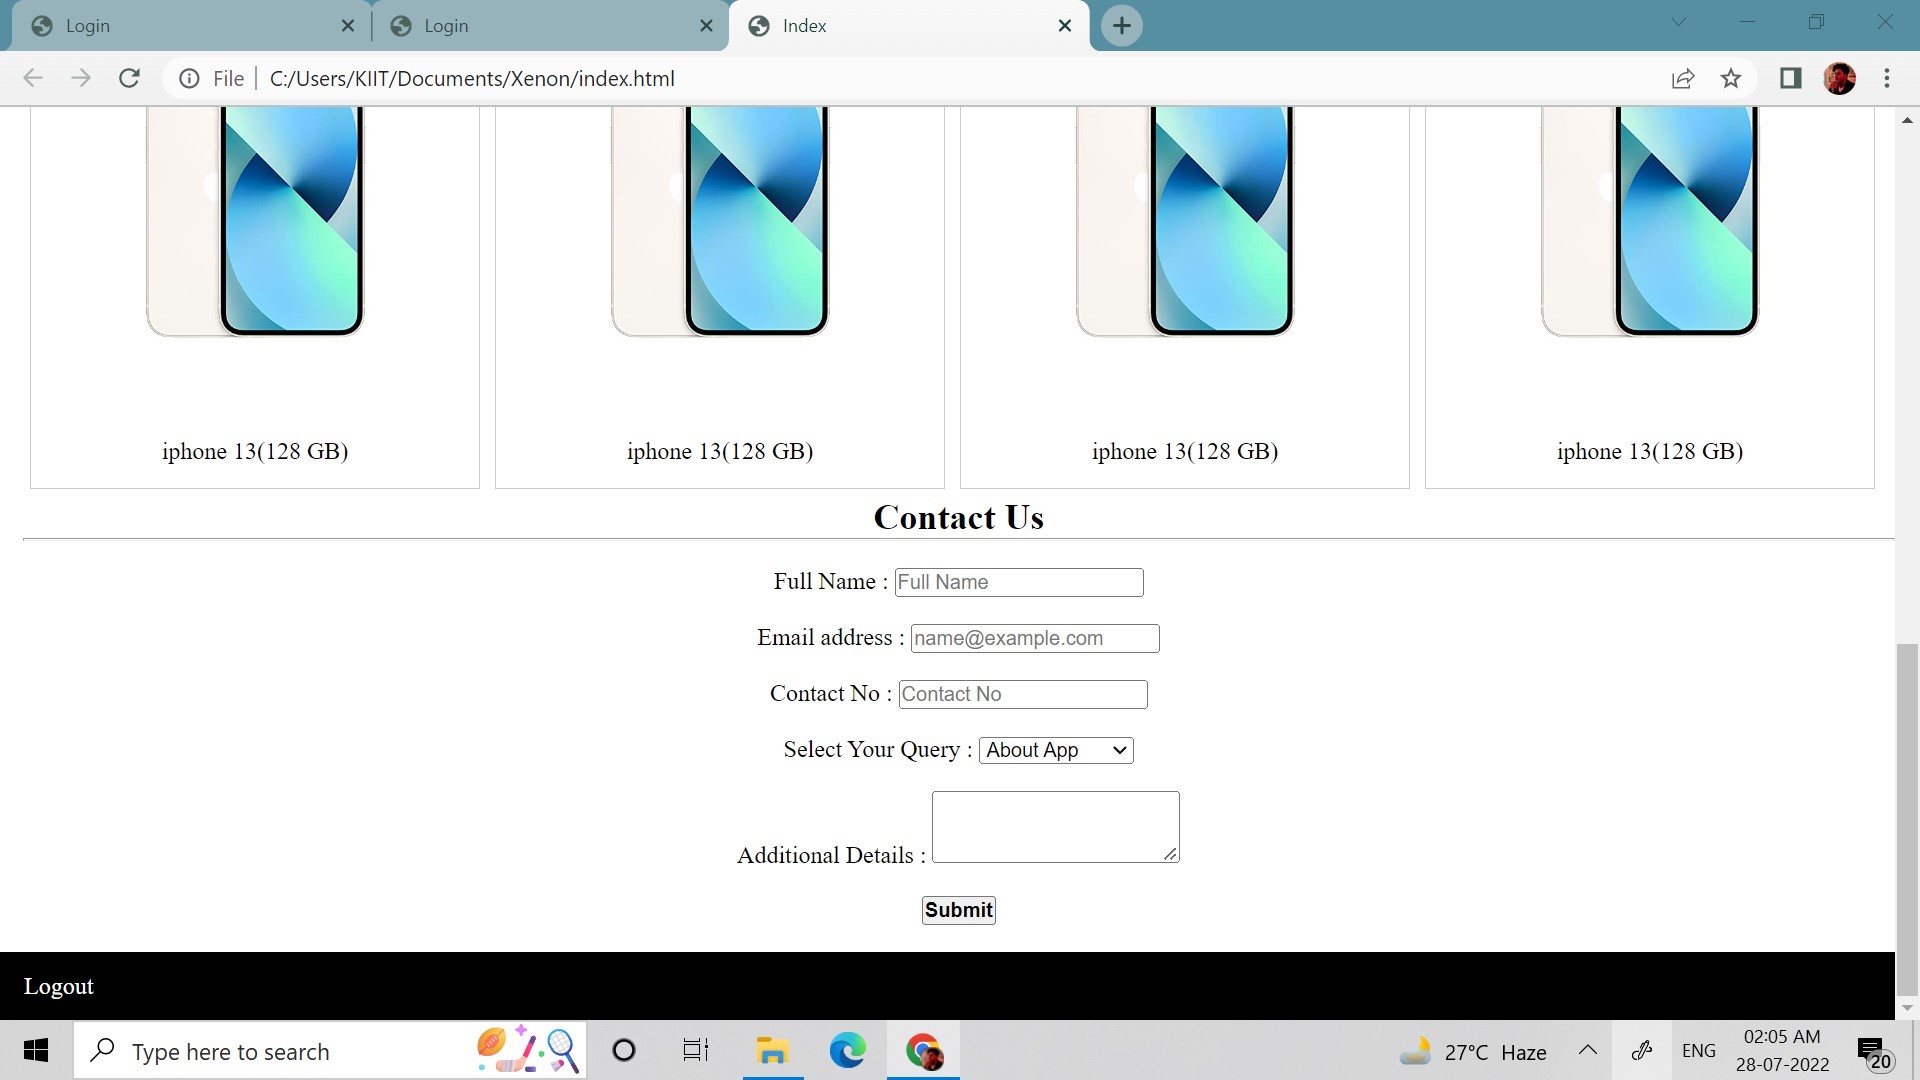 Login
Login
Index
File
C:/Users/KIIT/Documents/Xenon/index.html
iphone 13(128 GB)
iphone 13(128 GB)
iphone 13(128 GB)
iphone 13(128 GB)
Contact Us
Full Name : Full Name
Email address : name@example.com
Contact No : Contact No
Select Your Query : About App
Additional Details :
Submit
Logout
Type here to search
27°C Haze
ENG
02:05 AM
28-07-2022
20